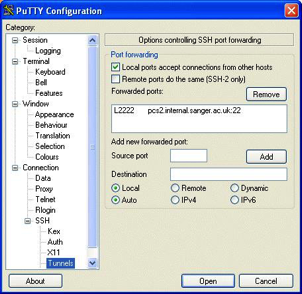 PuTTY Configuration
Category:
Session
Logging
Terminal
Keyboard
Bell
Features
Window
Appearance
Behaviour
Translation
Selection
Colours
Connection
Data
Proxy
Telnet
Rlogin
SSH
Kex
Auth
X11
Tunnels
Options controlling SSH port forwarding
Port forwarding
Local ports accept connections from other hosts
Remote ports do the same (SSH-2 only)
Forwarded ports:
Remove
L2222 pcs2.internal.sanger.ac.uk:22
Add new forwarded port:
Source port
Add
Destination
Local Remote Dynamic
Auto IPv4 IPv6
About
Open
Cancel